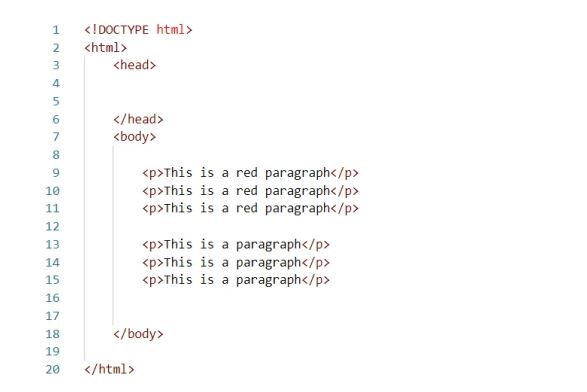 1 <!DOCTYPE html>
2 <html>
3 <head>
4
5
6 </head>
7 <body>
8
9 <p>This is a red paragraph</p>
10 <p>This is a red paragraph</p>
11 <p>This is a red paragraph</p>
12
13 <p>This is a paragraph</p>
14 <p>This is a paragraph</p>
15 <p>This is a paragraph</p>
16
17
18 </body>
19
20 </html>